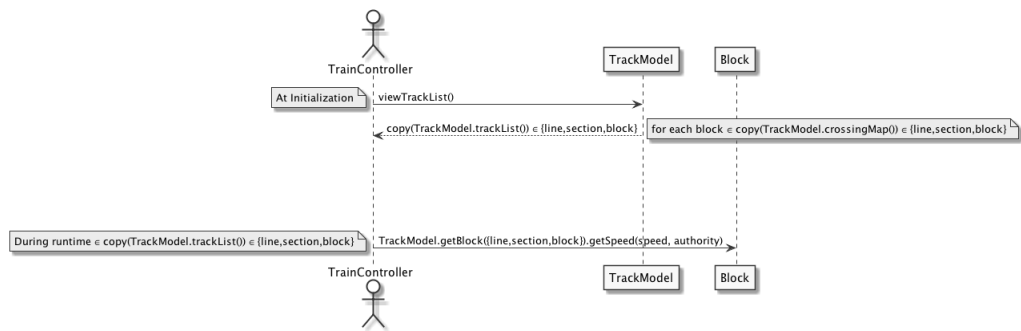 TrainController
TrackModel
Block
At Initialization
viewTrackList()
copy(TrackModel.trackList()) ∈ {line,section,block}
for each block ∈ copy(TrackModel.crossingMap()) ∈ {line,section,block}
During runtime ∈ copy(TrackModel.trackList()) ∈ {line,section,block}
TrackModel.getBlock({line,section,block}).getSpeed(speed, authority)
TrainController
TrackModel
Block